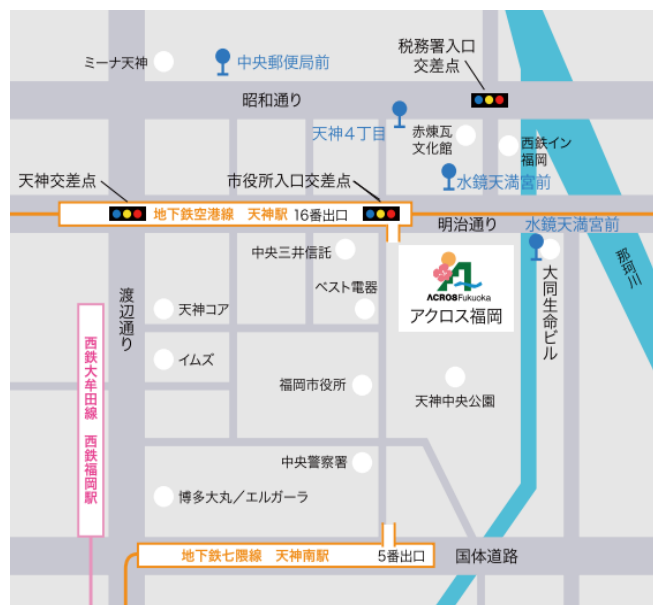 ミーナ天神
中央郵便局前
税務署入口
交差点
昭和通り
天神4丁目
赤煉瓦
文化館
西鉄イン
福岡
水鏡天満宮前
天神交差点
市役所入口交差点
地下鉄空港線 天神駅 16番出口
明治通り
水鏡天満宮前
那珂川
中央三井信託
ベスト電器
ACROS Fukuoka
アクロス福岡
大同生命ビル
渡辺通り
天神コア
イムズ
西鉄大牟田線 西鉄福岡駅
福岡市役所
天神中央公園
中央警察署
博多大丸/エルガーラ
地下鉄七隈線 天神南駅 5番出口
国体道路